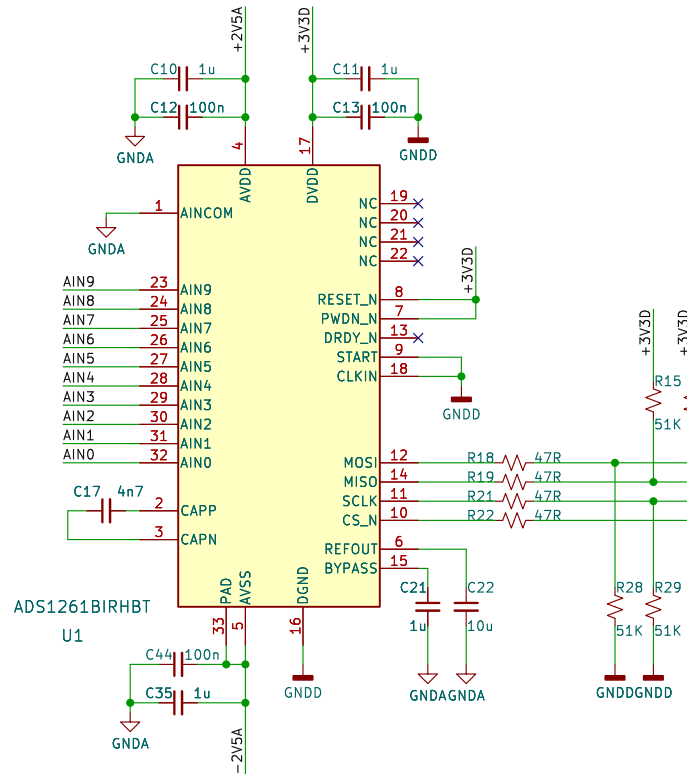 +2V5A
+3V3D
C10 1u
C11 1u
C12 100n
C13 100n
GNDA
4
17
GNDD
AVDD
DVDD
NC 19
1 AINCOM
NC 20
GNDA
NC 21
NC 22
+3V3D
AIN9 23 AIN9
RESET_N 8
AIN8 24 AIN8
PWDN_N 7
AIN7 25 AIN7
DRDY_N 13
AIN6 26 AIN6
START 9
AIN5 27 AIN5
CLKIN 18
AIN4 28 AIN4
AIN3 29 AIN3
GNDD
AIN2 30 AIN2
AIN1 31 AIN1
AIN0 32 AIN0
+3V3D
+3V3D
R15
51K
MOSI 12 R18 47R
MISO 14 R19 47R
SCLK 11 R21 47R
CS_N 10 R22 47R
C17 4n7
2 CAPP
3 CAPN
REFOUT 6
BYPASS 15
PAD
AVSS
DGND
C21
1u
C22
10u
R28
51K
R29
51K
ADS1261BIRHBT
U1
33
5
16
C44 100n
C35 1u
GNDD
GNDA
GNDA
GNDD
GNDD
GNDA
-2V5A